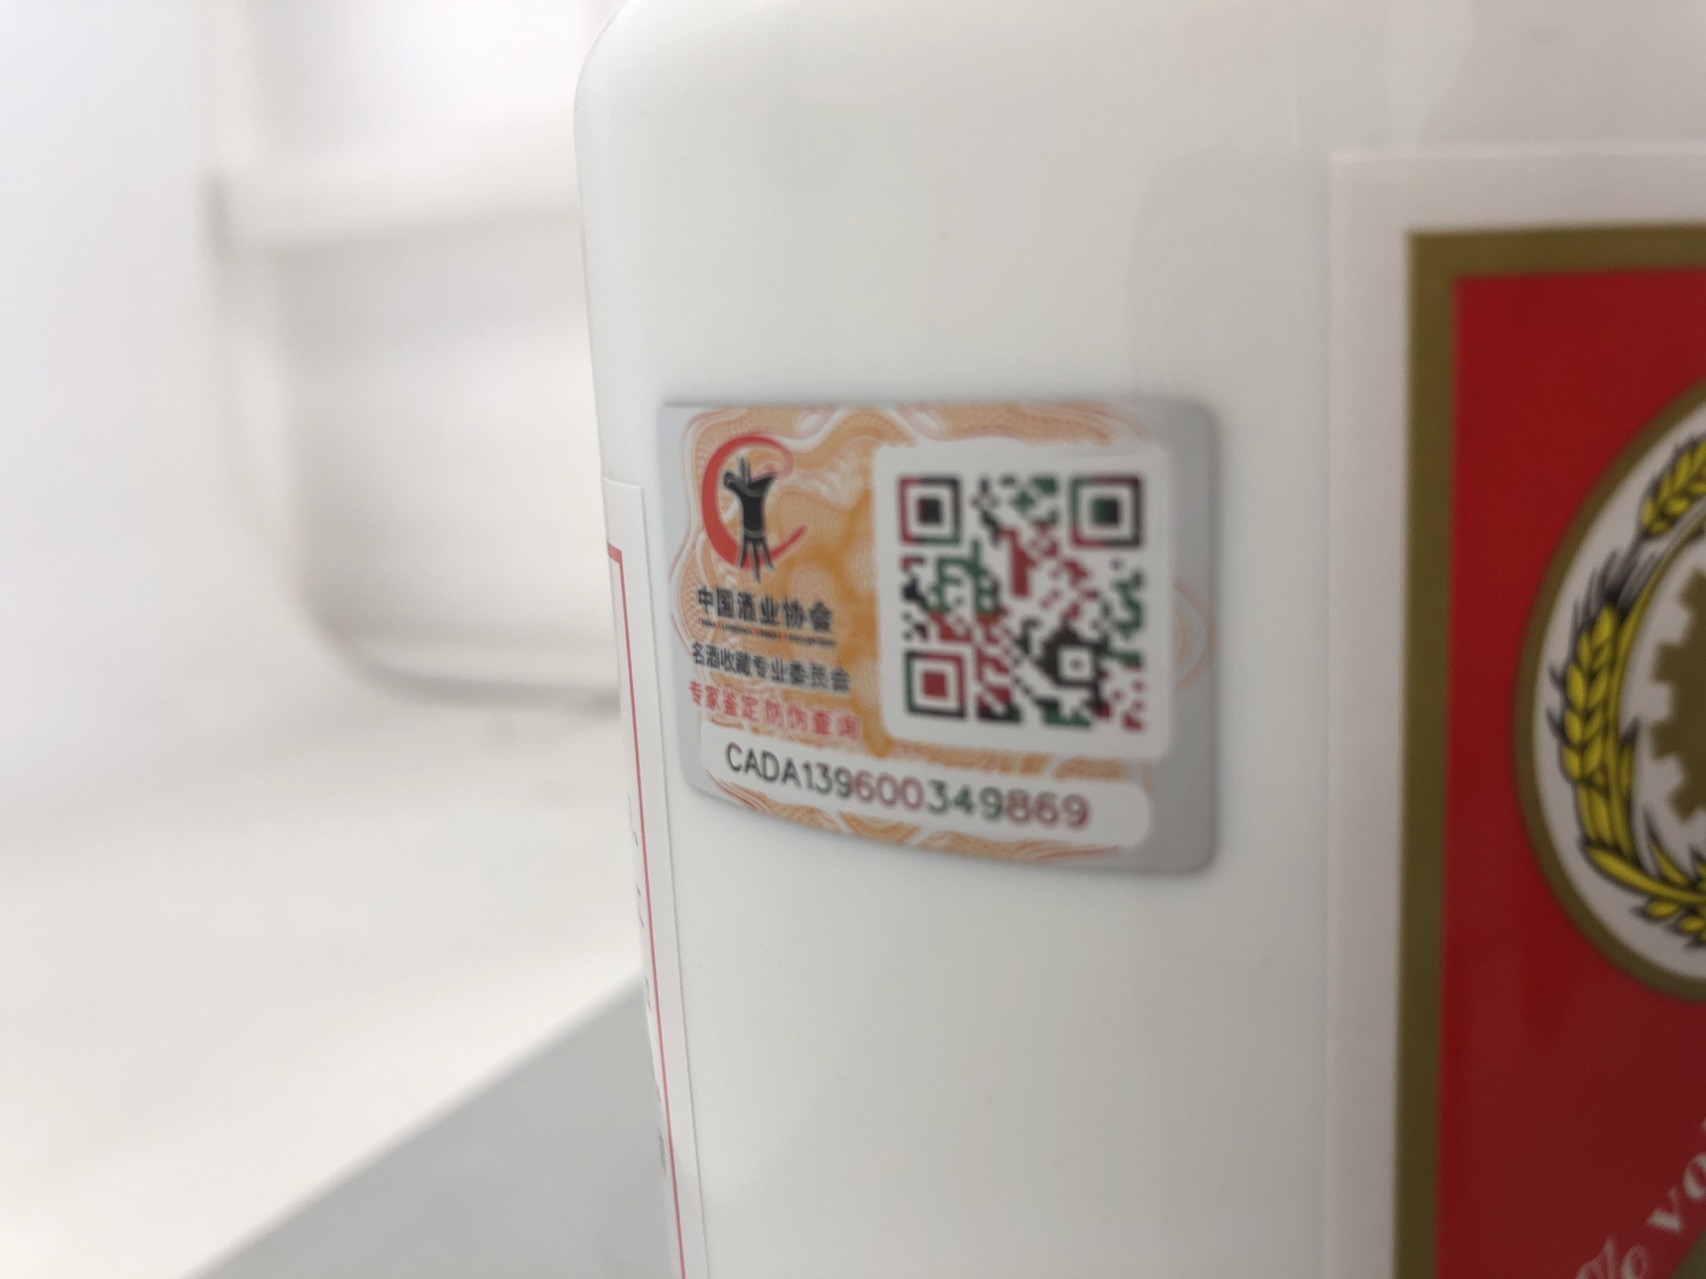 中国酒业协会
名酒收藏专业委员会
专家鉴定防伪查询
CADA139600349869
% vo